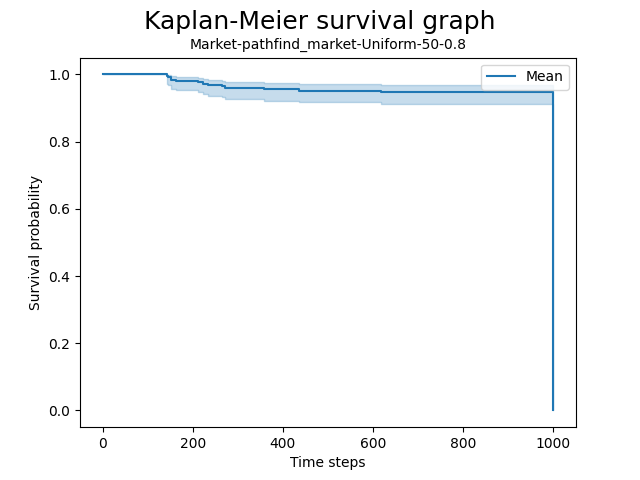 Kaplan-Meier survival graph
Market-pathfind_market-Uniform-50-0.8
Mean
1.0
0.8
0.6
0.4
0.2
0.0
Survival probability
0 200 400 600 800 1000
Time steps